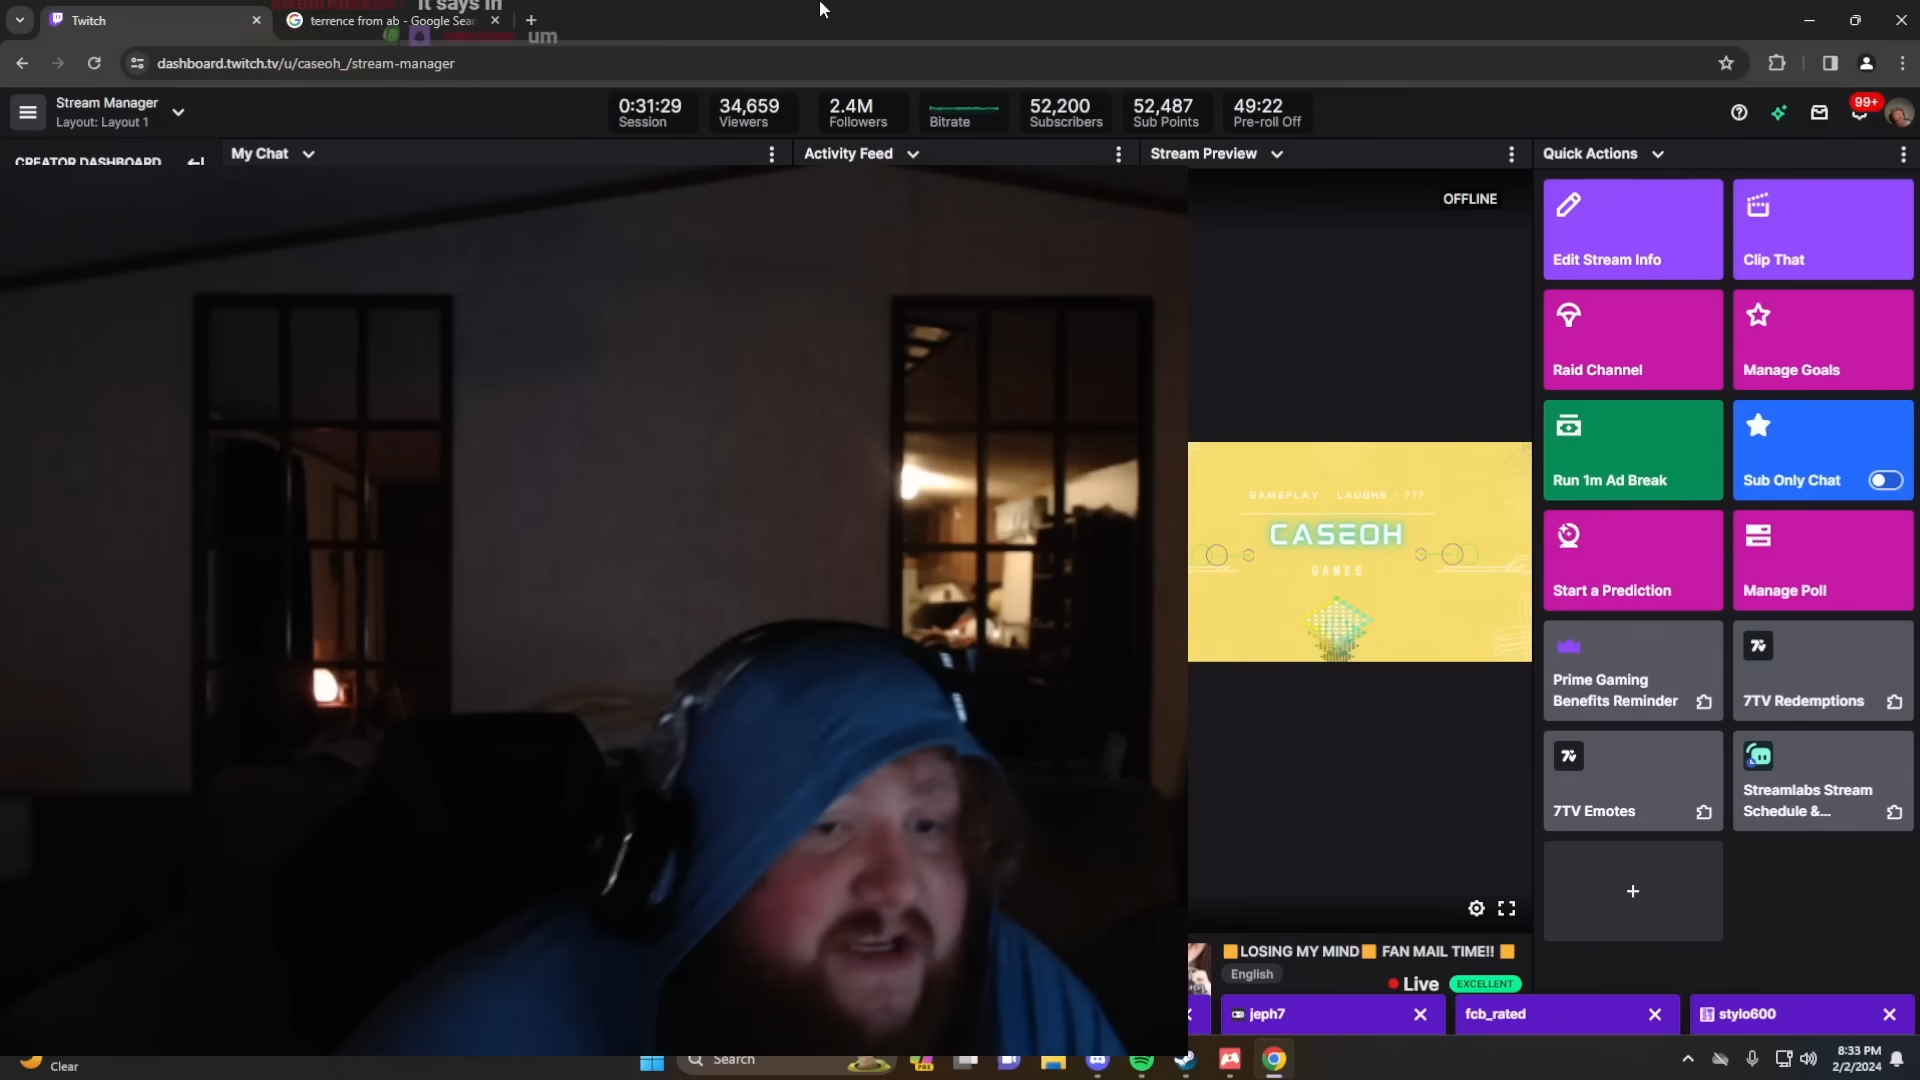 It says in
Twitch
terrence from ab - Google Sear
um
dashboard.twitch.tv/u/caseoh_/stream-manager
Stream Manager
Layout: Layout 1
0:31:29
Session
34,659
Viewers
2.4M
Followers
Bitrate
52,200
Subscribers
52,487
Sub Points
49:22
Pre-roll Off
99+
CREATOR DASHBOARD
My Chat
Activity Feed
Stream Preview
Quick Actions
OFFLINE
Edit Stream Info
Clip That
Raid Channel
Manage Goals
Run 1m Ad Break
Sub Only Chat
GAMEPLAY - LAUGHS - ???
CASEOH
GAMES
Start a Prediction
Manage Poll
Prime Gaming
Benefits Reminder
7TV Redemptions
7TV Emotes
Streamlabs Stream
Schedule &...
+
LOSING MY MIND FAN MAIL TIME!!
English
Live
EXCELLENT
jeph7
fcb_rated
stylo600
Clear
Search
PRE
8:33 PM
2/2/2024